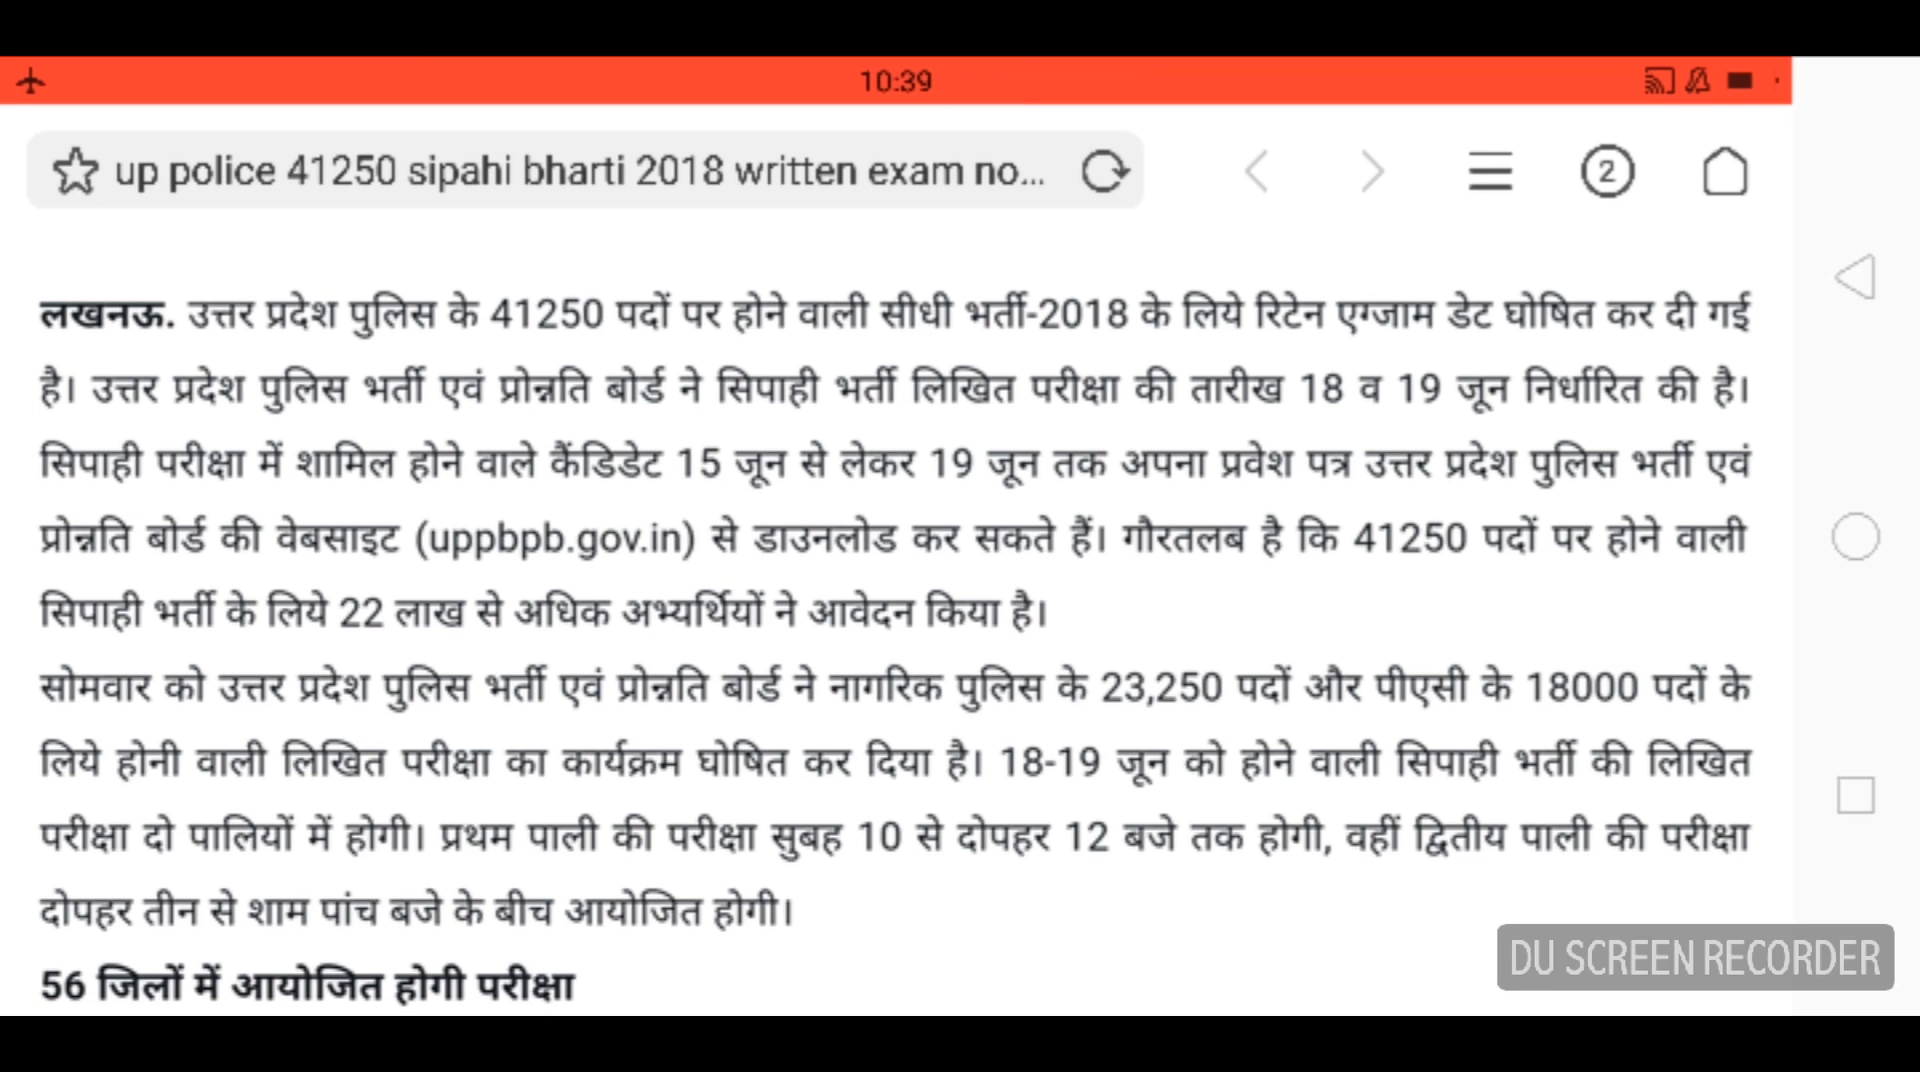 10:39
up police 41250 sipahi bharti 2018 written exam no...
2
लखनऊ. उत्तर प्रदेश पुलिस के 41250 पदों पर होने वाली सीधी भर्ती-2018 के लिये रिटेन एग्जाम डेट घोषित कर दी गई
है। उत्तर प्रदेश पुलिस भर्ती एवं प्रोन्नति बोर्ड ने सिपाही भर्ती लिखित परीक्षा की तारीख 18 व 19 जून निर्धारित की है।
सिपाही परीक्षा में शामिल होने वाले कैंडिडेट 15 जून से लेकर 19 जून तक अपना प्रवेश पत्र उत्तर प्रदेश पुलिस भर्ती एवं
प्रोन्नति बोर्ड की वेबसाइट (uppbpb.gov.in) से डाउनलोड कर सकते हैं। गौरतलब है कि 41250 पदों पर होने वाली
सिपाही भर्ती के लिये 22 लाख से अधिक अभ्यर्थियों ने आवेदन किया है।
सोमवार को उत्तर प्रदेश पुलिस भर्ती एवं प्रोन्नति बोर्ड ने नागरिक पुलिस के 23,250 पदों और पीएसी के 18000 पदों के
लिये होनी वाली लिखित परीक्षा का कार्यक्रम घोषित कर दिया है। 18-19 जून को होने वाली सिपाही भर्ती की लिखित
परीक्षा दो पालियों में होगी। प्रथम पाली की परीक्षा सुबह 10 से दोपहर 12 बजे तक होगी, वहीं द्वितीय पाली की परीक्षा
दोपहर तीन से शाम पांच बजे के बीच आयोजित होगी।
56 जिलों में आयोजित होगी परीक्षा
DU SCREEN RECORDER